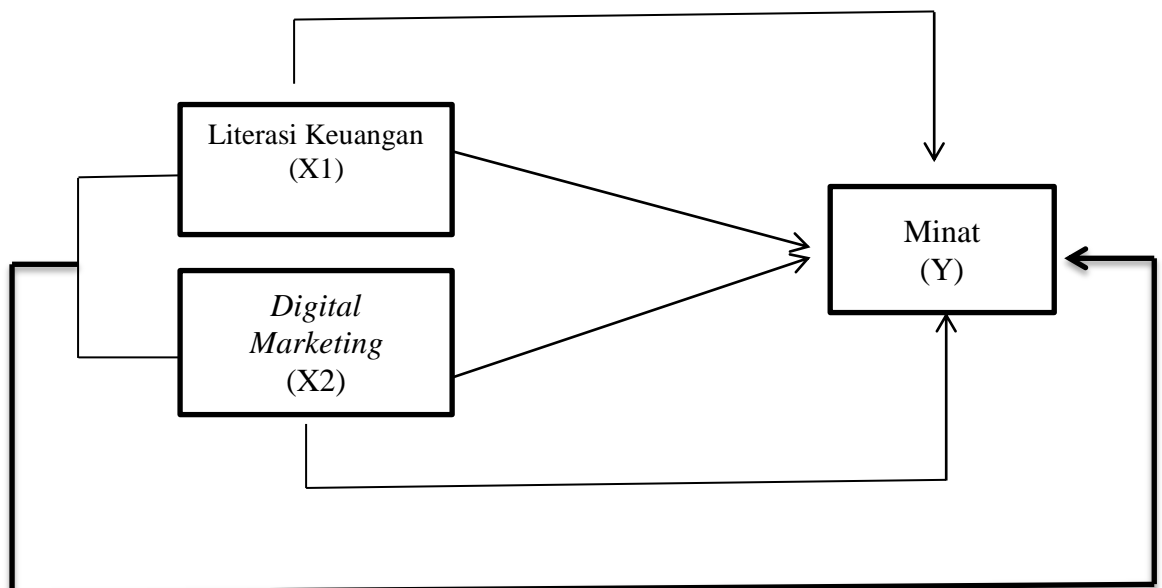 Literasi Keuangan
(X1)
Digital
Marketing
(X2)
Minat
(Y)